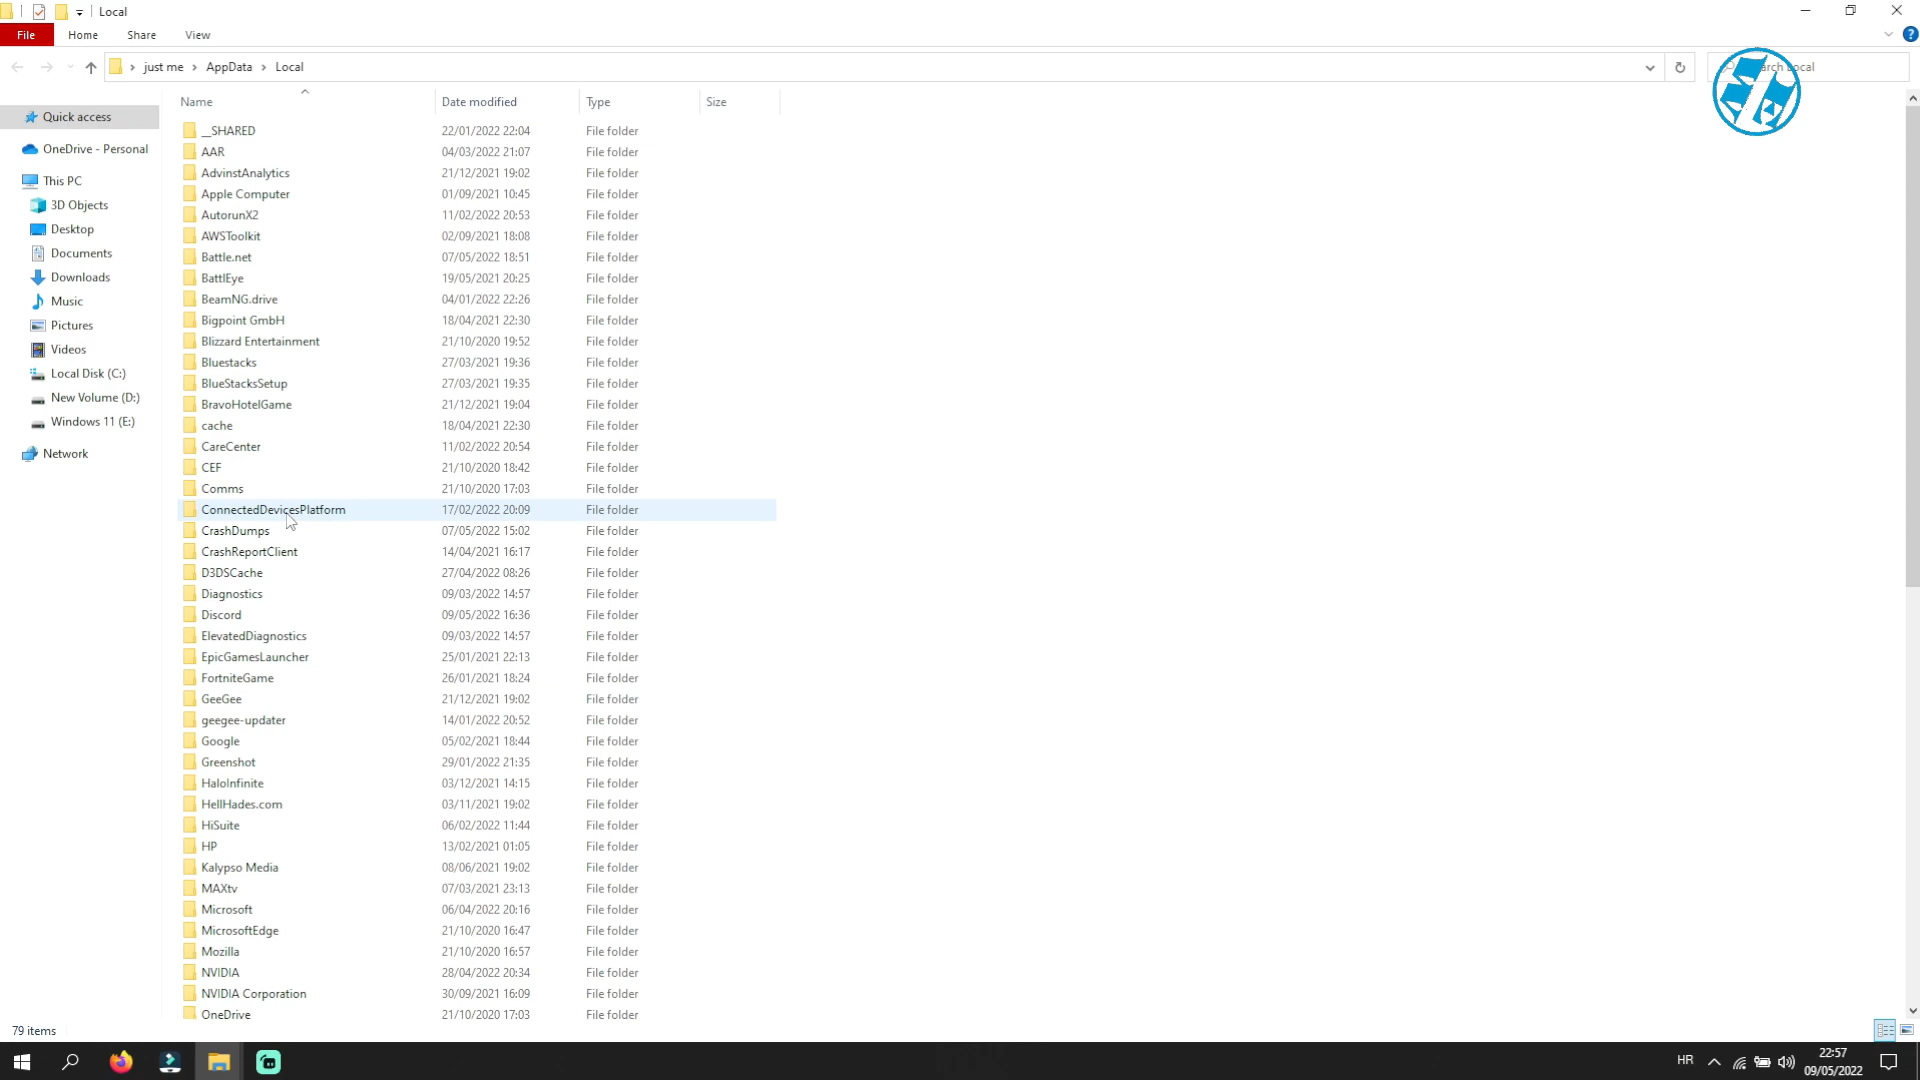 Local
File Home Share View
just me AppData Local
arch Local
Name Date modified Type Size
Quick access
OneDrive - Personal
This PC
3D Objects
Desktop
Documents
Downloads
Music
Pictures
Videos
Local Disk (C:)
New Volume (D:)
Windows 11 (E:)
Network
__SHARED 22/01/2022 22:04 File folder
AAR 04/03/2022 21:07 File folder
AdvinstAnalytics 21/12/2021 19:02 File folder
Apple Computer 01/09/2021 10:45 File folder
AutorunX2 11/02/2022 20:53 File folder
AWSToolkit 02/09/2021 18:08 File folder
Battle.net 07/05/2022 18:51 File folder
BattlEye 19/05/2021 20:25 File folder
BeamNG.drive 04/01/2022 22:26 File folder
Bigpoint GmbH 18/04/2021 22:30 File folder
Blizzard Entertainment 21/10/2020 19:52 File folder
Bluestacks 27/03/2021 19:36 File folder
BlueStacksSetup 27/03/2021 19:35 File folder
BravoHotelGame 21/12/2021 19:04 File folder
cache 18/04/2021 22:30 File folder
CareCenter 11/02/2022 20:54 File folder
CEF 21/10/2020 18:42 File folder
Comms 21/10/2020 17:03 File folder
ConnectedDevicesPlatform 17/02/2022 20:09 File folder
CrashDumps 07/05/2022 15:02 File folder
CrashReportClient 14/04/2021 16:17 File folder
D3DSCache 27/04/2022 08:26 File folder
Diagnostics 09/03/2022 14:57 File folder
Discord 09/05/2022 16:36 File folder
ElevatedDiagnostics 09/03/2022 14:57 File folder
EpicGamesLauncher 25/01/2021 22:13 File folder
FortniteGame 26/01/2021 18:24 File folder
GeeGee 21/12/2021 19:02 File folder
geegee-updater 14/01/2022 20:52 File folder
Google 05/02/2021 18:44 File folder
Greenshot 29/01/2022 21:35 File folder
HaloInfinite 03/12/2021 14:15 File folder
HellHades.com 03/11/2021 19:02 File folder
HiSuite 06/02/2022 11:44 File folder
HP 13/02/2021 01:05 File folder
Kalypso Media 08/06/2021 19:02 File folder
MAXtv 07/03/2021 23:13 File folder
Microsoft 06/04/2022 20:16 File folder
MicrosoftEdge 21/10/2020 16:47 File folder
Mozilla 21/10/2020 16:57 File folder
NVIDIA 28/04/2022 20:34 File folder
NVIDIA Corporation 30/09/2021 16:09 File folder
OneDrive 21/10/2020 17:03 File folder
79 items
HR
22:57
09/05/2022